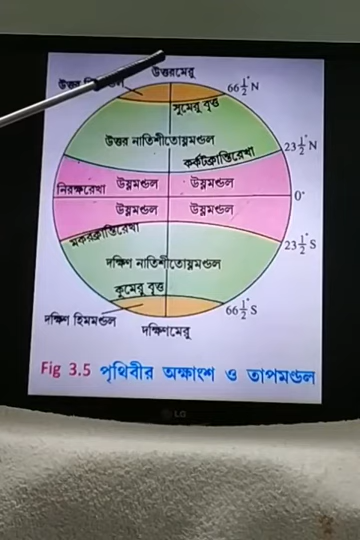 উত্তরমেরু
উত্তর
66½°N
সুমেরু বৃত্ত
উত্তর নাতিশীতোষ্ণমণ্ডল
23½°N
কর্কটক্রান্তিরেখা
নিরক্ষরেখা
উষ্ণমণ্ডল উষ্ণমণ্ডল
0°
উষ্ণমণ্ডল উষ্ণমণ্ডল
মকরক্রান্তিরেখা
23½°S
দক্ষিণ নাতিশীতোষ্ণমণ্ডল
কুমেরু বৃত্ত
66½°S
দক্ষিণ হিমমণ্ডল
দক্ষিণমেরু
Fig 3.5 পৃথিবীর অক্ষাংশ ও তাপমণ্ডল
LG